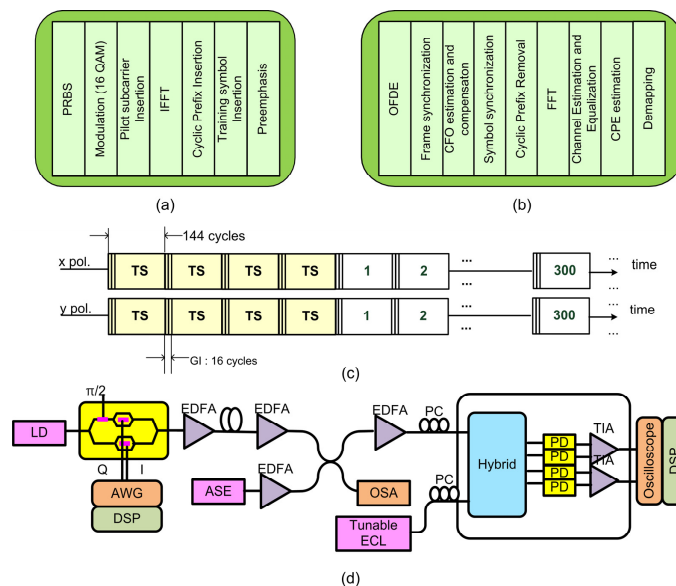 PRBS
Modulation (16 QAM)
Pilot subcarrier
Insertion
IFFT
Cyclic Prefix Insertion
Training symbol
Insertion
Preemphasis
(a)
OFDE
Frame synchronization
CFO estimation and
compensaton
Symbol synchronization
Cyclic Prefix Removal
FFT
Channel Estimation and
Equalization
CPE estimation
Demapping
(b)
144 cycles
x pol. TS TS TS TS 1 2 ... ... 300 ... time ...
y pol. TS TS TS TS 1 2 ... ... 300 ... time ...
GI : 16 cycles
(c)
π/2
LD
Q I
AWG
DSP
EDFA
EDFA
EDFA
ASE
OSA
EDFA
PC
PC
Tunable
ECL
Hybrid
PD
PD
PD
PD
TIA
TIA
Oscilloscope
DSP
(d)